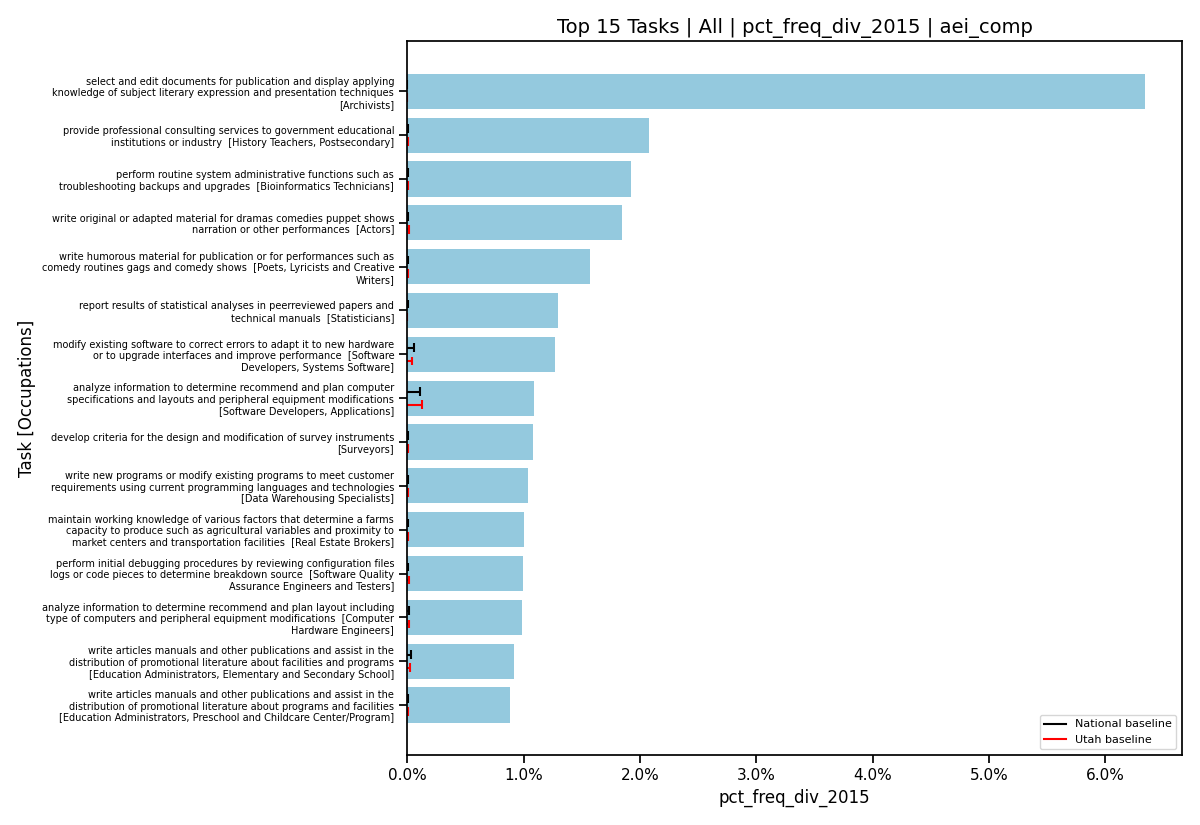 Top 15 Tasks | All | pct_freq_div_2015 | aei_comp
select and edit documents for publication and display applying
knowledge of subject literary expression and presentation techniques
[Archivists]
provide professional consulting services to government educational
institutions or industry  [History Teachers, Postsecondary]
perform routine system administrative functions such as
troubleshooting backups and upgrades  [Bioinformatics Technicians]
write original or adapted material for dramas comedies puppet shows
narration or other performances  [Actors]
write humorous material for publication or for performances such as
comedy routines gags and comedy shows  [Poets, Lyricists and Creative
Writers]
report results of statistical analyses in peerreviewed papers and
technical manuals  [Statisticians]
modify existing software to correct errors to adapt it to new hardware
or to upgrade interfaces and improve performance  [Software
Developers, Systems Software]
analyze information to determine recommend and plan computer
specifications and layouts and peripheral equipment modifications
[Software Developers, Applications]
develop criteria for the design and modification of survey instruments
[Surveyors]
write new programs or modify existing programs to meet customer
requirements using current programming languages and technologies
[Data Warehousing Specialists]
maintain working knowledge of various factors that determine a farms
capacity to produce such as agricultural variables and proximity to
market centers and transportation facilities  [Real Estate Brokers]
perform initial debugging procedures by reviewing configuration files
logs or code pieces to determine breakdown source  [Software Quality
Assurance Engineers and Testers]
analyze information to determine recommend and plan layout including
type of computers and peripheral equipment modifications  [Computer
Hardware Engineers]
write articles manuals and other publications and assist in the
distribution of promotional literature about facilities and programs
[Education Administrators, Elementary and Secondary School]
write articles manuals and other publications and assist in the
distribution of promotional literature about programs and facilities
[Education Administrators, Preschool and Childcare Center/Program]
Task [Occupations]
National baseline
Utah baseline
0.0% 1.0% 2.0% 3.0% 4.0% 5.0% 6.0%
pct_freq_div_2015